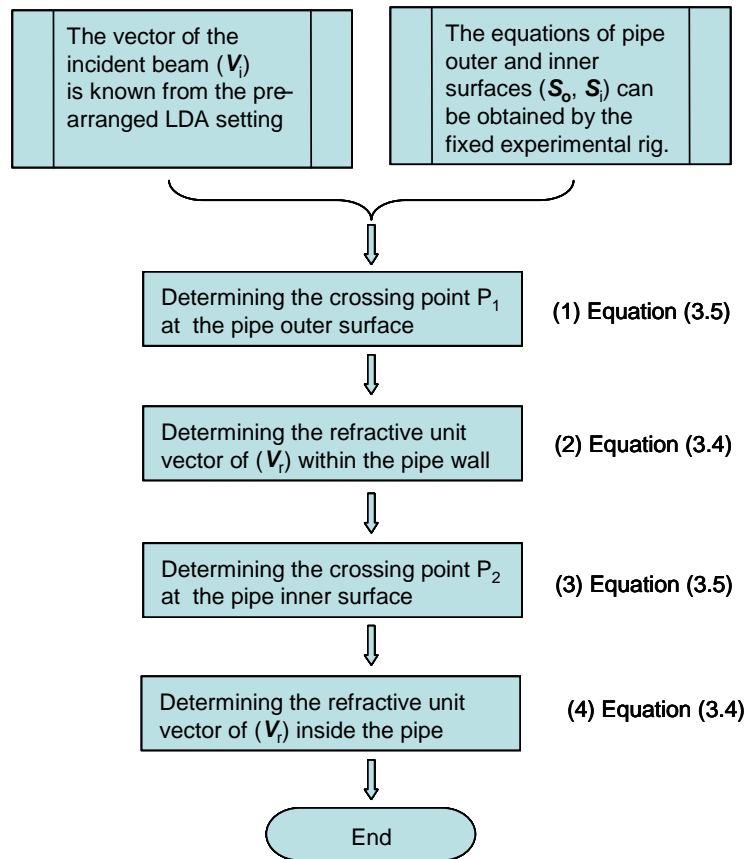 The vector of the
incident beam (Vi)
is known from the pre–
arranged LDA setting
The equations of pipe
outer and inner
surfaces (So, Si) can
be obtained by the
fixed experimental rig.
Determining the crossing point P1
at the pipe outer surface
(1) Equation (3.5)
Determining the refractive unit
vector of (Vr) within the pipe wall
(2) Equation (3.4)
Determining the crossing point P2
at the pipe inner surface
(3) Equation (3.5)
Determining the refractive unit
vector of (Vr) inside the pipe
(4) Equation (3.4)
End